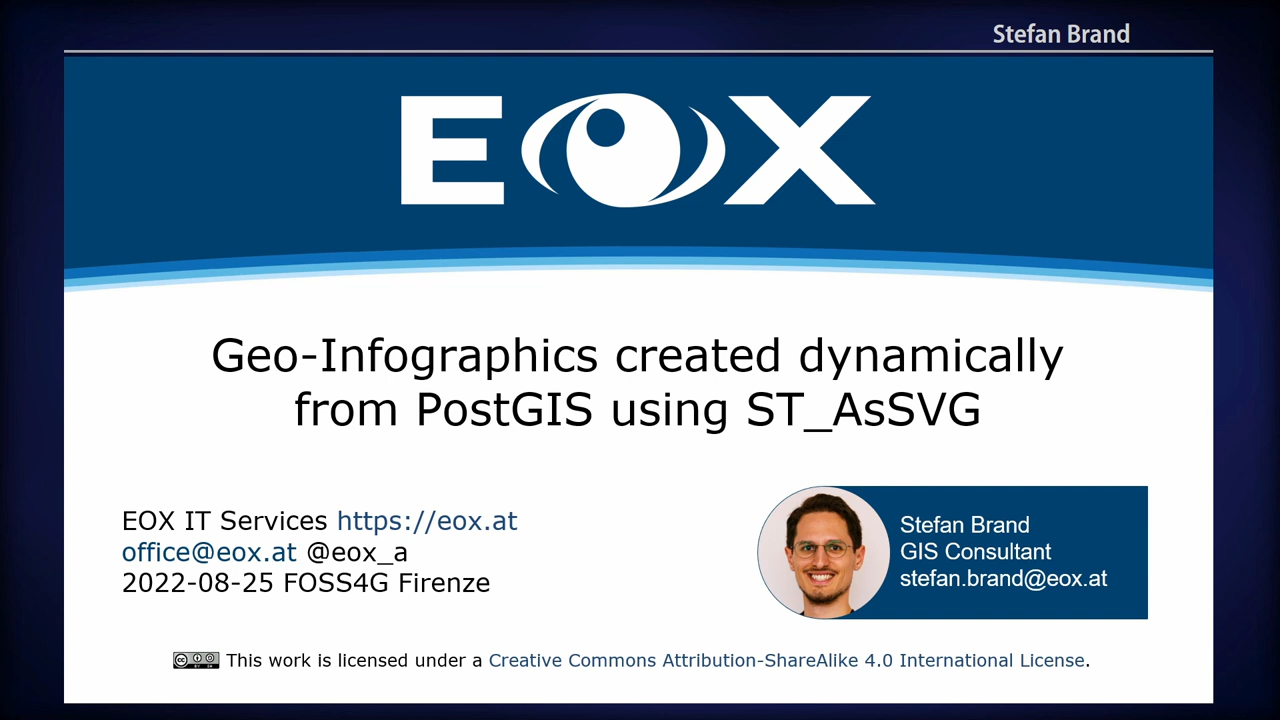 Stefan Brand
EOX
Geo-Infographics created dynamically
from PostGIS using ST_AsSVG
EOX IT Services https://eox.at
office@eox.at @eox_a
2022-08-25 FOSS4G Firenze
Stefan Brand
GIS Consultant
stefan.brand@eox.at
This work is licensed under a Creative Commons Attribution-ShareAlike 4.0 International License.